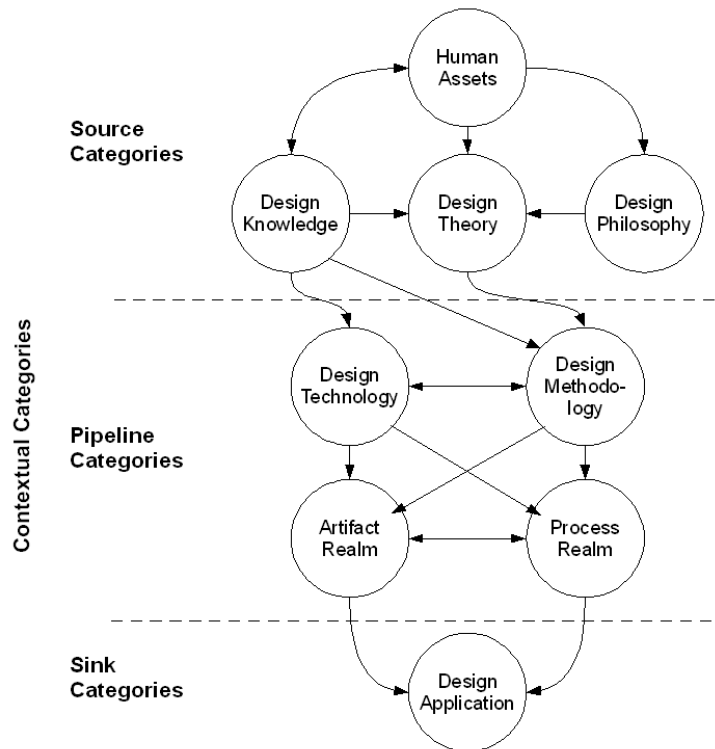 Human
Assets
Source
Categories
Design
Knowledge
Design
Theory
Design
Philosophy
Contextual Categories
Pipeline
Categories
Design
Technology
Design
Methodo-
logy
Artifact
Realm
Process
Realm
Sink
Categories
Design
Application